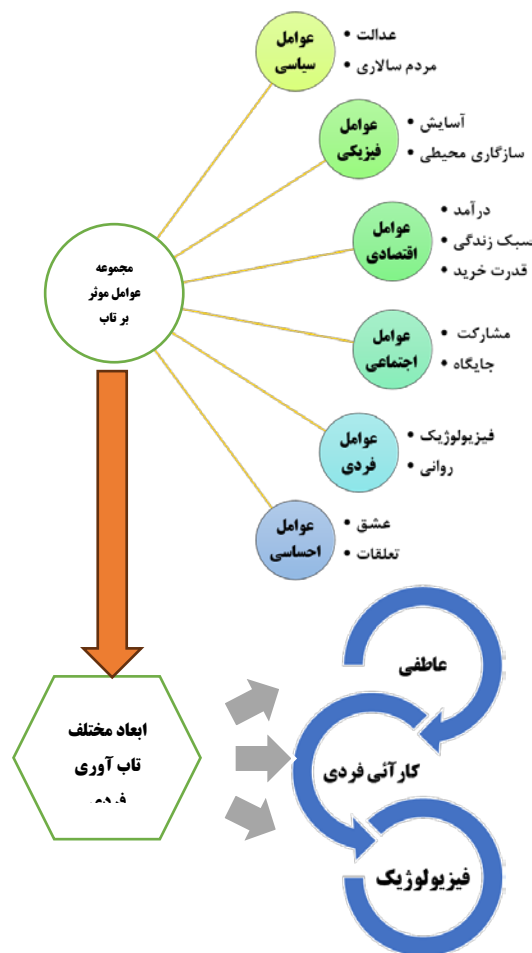 عوامل
سیاسی
• عدالت
• مردم سالاری
عوامل
فیزیکی
• آسایش
• سازگاری محیطی
عوامل
اقتصادی
• درآمد
سبک زندگی
• قدرت خرید
مجموعه
عوامل موثر
بر تاب
عوامل
اجتماعی
• مشارکت
• جایگاه
عوامل
فردی
• فیزیولوژیک
• روانی
عوامل
احساسی
• عشق
• تعلقات
ابعاد مختلف
تاب آوری
فردی
عاطفی
کارآئی فردی
فیزیولوژیک